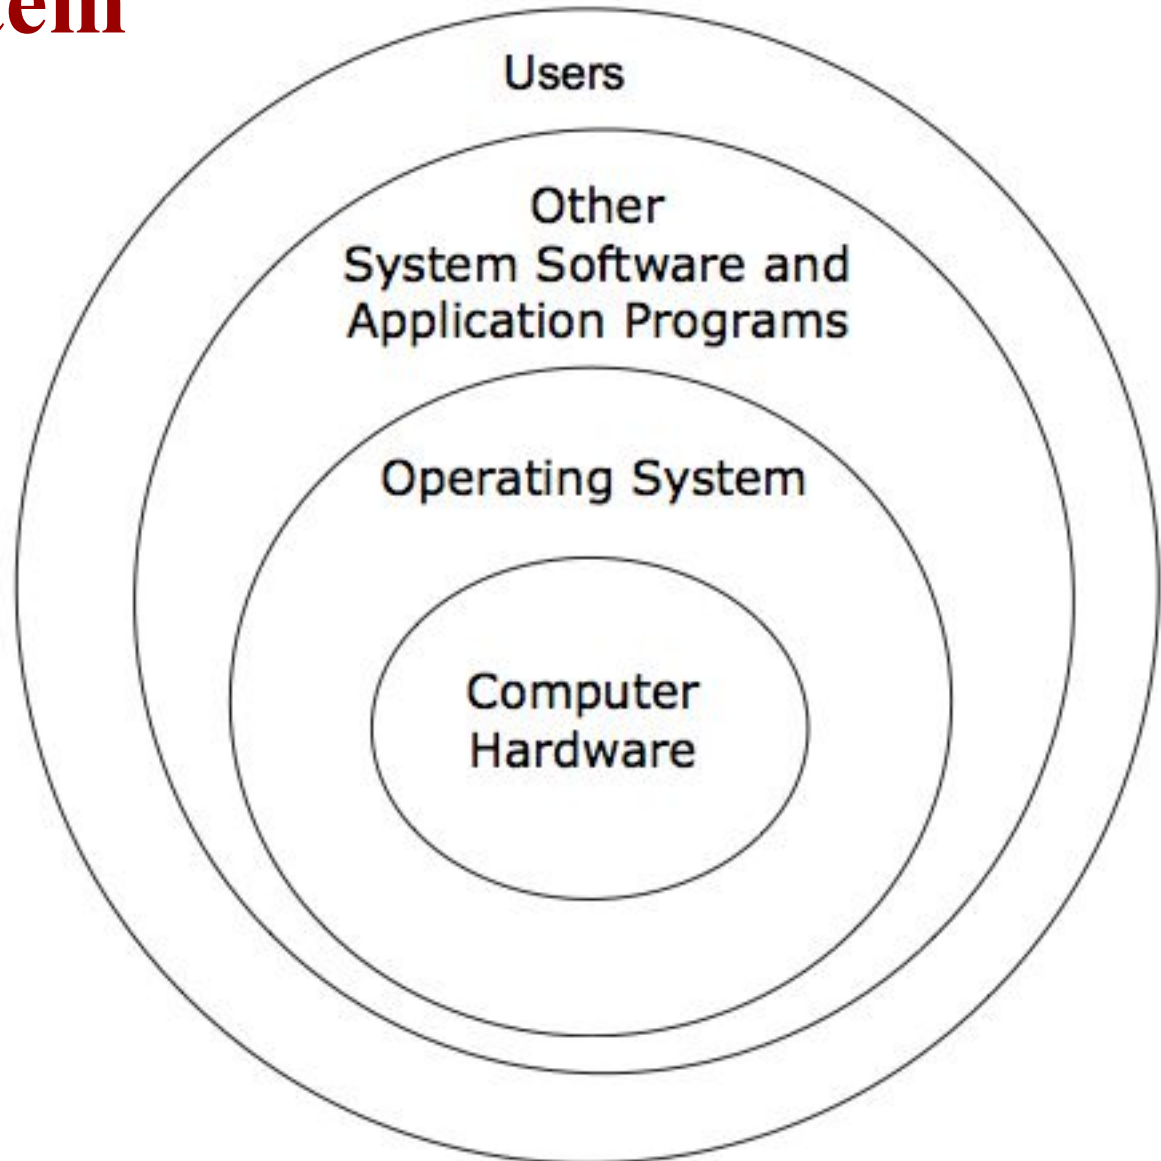 Users
Other
System Software and
Application Programs
Operating System
Computer
Hardware